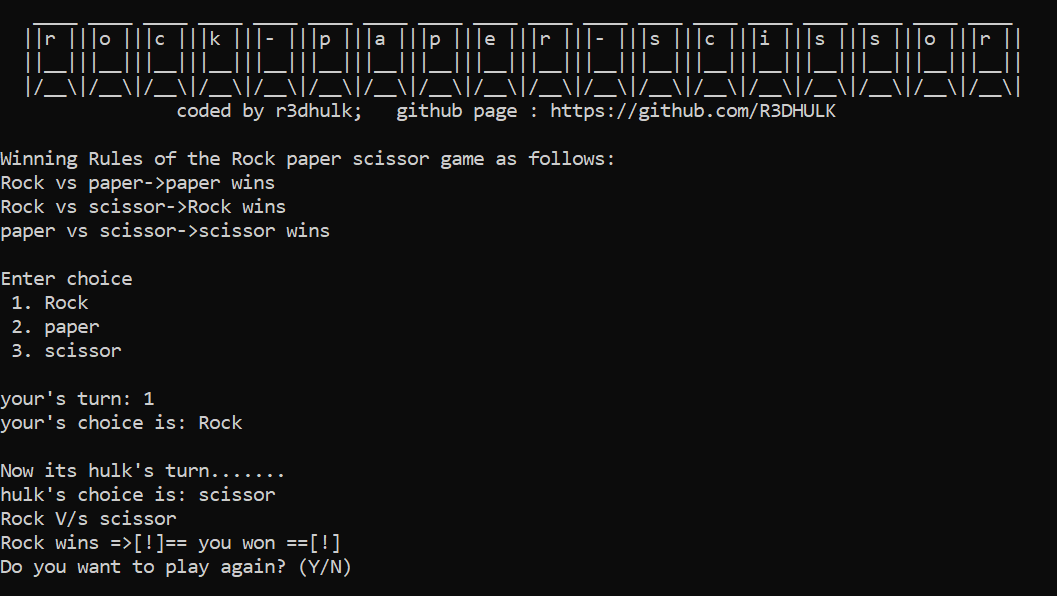 rock-paper-scissor
coded by r3dhulk;   github page : https://github.com/R3DHULK
Winning Rules of the Rock paper scissor game as follows:
Rock vs paper->paper wins
Rock vs scissor->Rock wins
paper vs scissor->scissor wins
Enter choice
1. Rock
2. paper
3. scissor
your's turn: 1
your's choice is: Rock
Now its hulk's turn.......
hulk's choice is: scissor
Rock V/s scissor
Rock wins =>[!]== you won ==[!]
Do you want to play again? (Y/N)